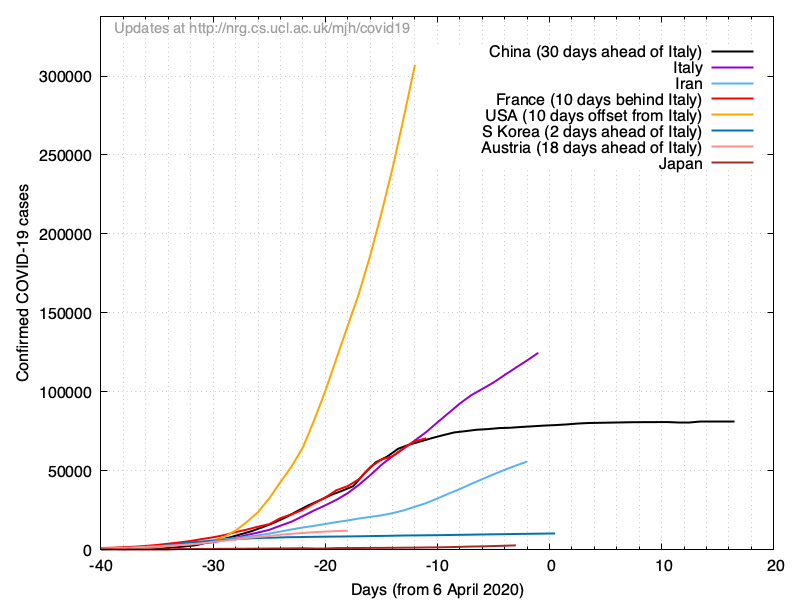 Updates at http://nrg.cs.ucl.ac.uk/mjh/covid19
China (30 days ahead of Italy)
Italy
Iran
France (10 days behind Italy)
USA (10 days offset from Italy)
S Korea (2 days ahead of Italy)
Austria (18 days ahead of Italy)
Japan
300000
250000
200000
150000
100000
50000
0
Confirmed COVID-19 cases
-40 -30 -20 -10 0 10 20
Days (from 6 April 2020)